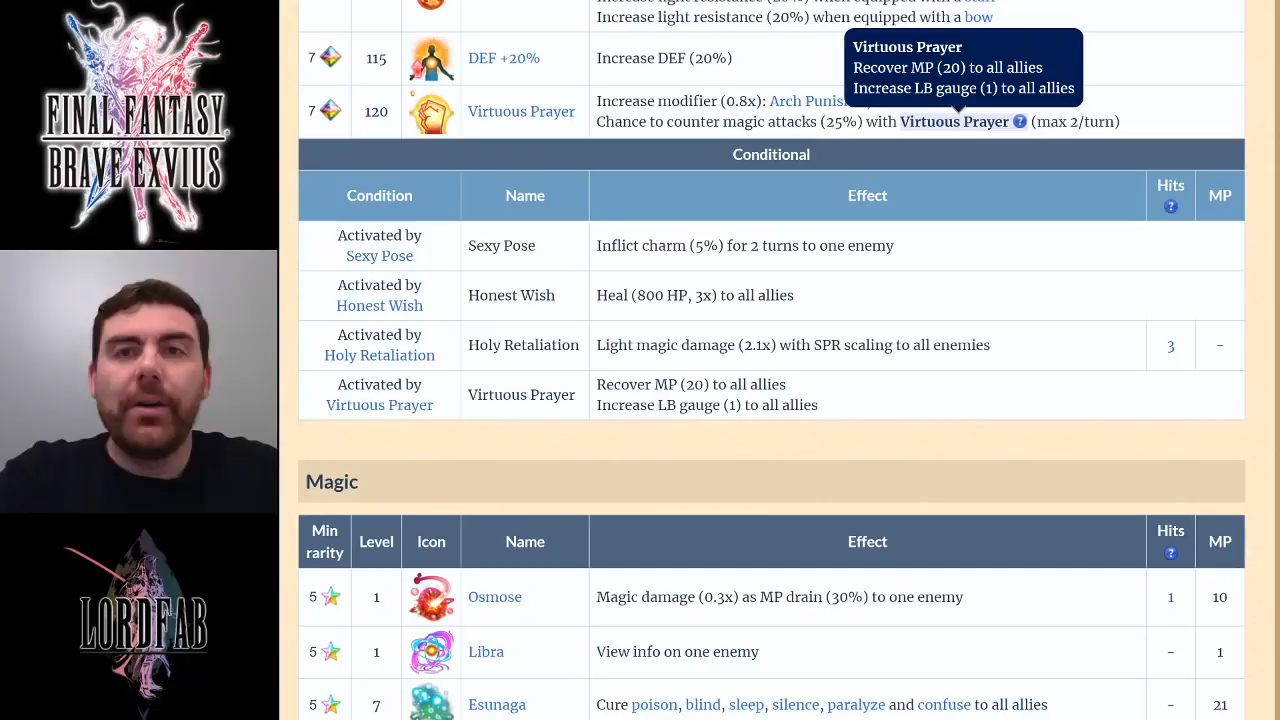 FINAL FANTASY
BRAVE EXVIUS
LORDFAB
Increase light resistance (20%) when equipped with a bow
7 115 DEF +20% Increase DEF (20%)
Virtuous Prayer
Recover MP (20) to all allies
Increase LB gauge (1) to all allies
7 120 Virtuous Prayer Increase modifier (0.8x): Arch
Chance to counter magic attacks (25%) with Virtuous Prayer ? (max 2/turn)
Conditional
Condition Name Effect Hits ? MP
Activated by
Sexy Pose
Sexy Pose
Inflict charm (5%) for 2 turns to one enemy
Activated by
Honest Wish
Honest Wish
Heal (800 HP, 3x) to all allies
Activated by
Holy Retaliation
Holy Retaliation
Light magic damage (2.1x) with SPR scaling to all enemies
3 -
Activated by
Virtuous Prayer
Virtuous Prayer
Recover MP (20) to all allies
Increase LB gauge (1) to all allies
Magic
Min rarity Level Icon Name Effect Hits ? MP
5 1 Osmose Magic damage (0.3x) as MP drain (30%) to one enemy 1 10
5 1 Libra View info on one enemy - 1
5 7 Esunaga Cure poison, blind, sleep, silence, paralyze and confuse to all allies - 21